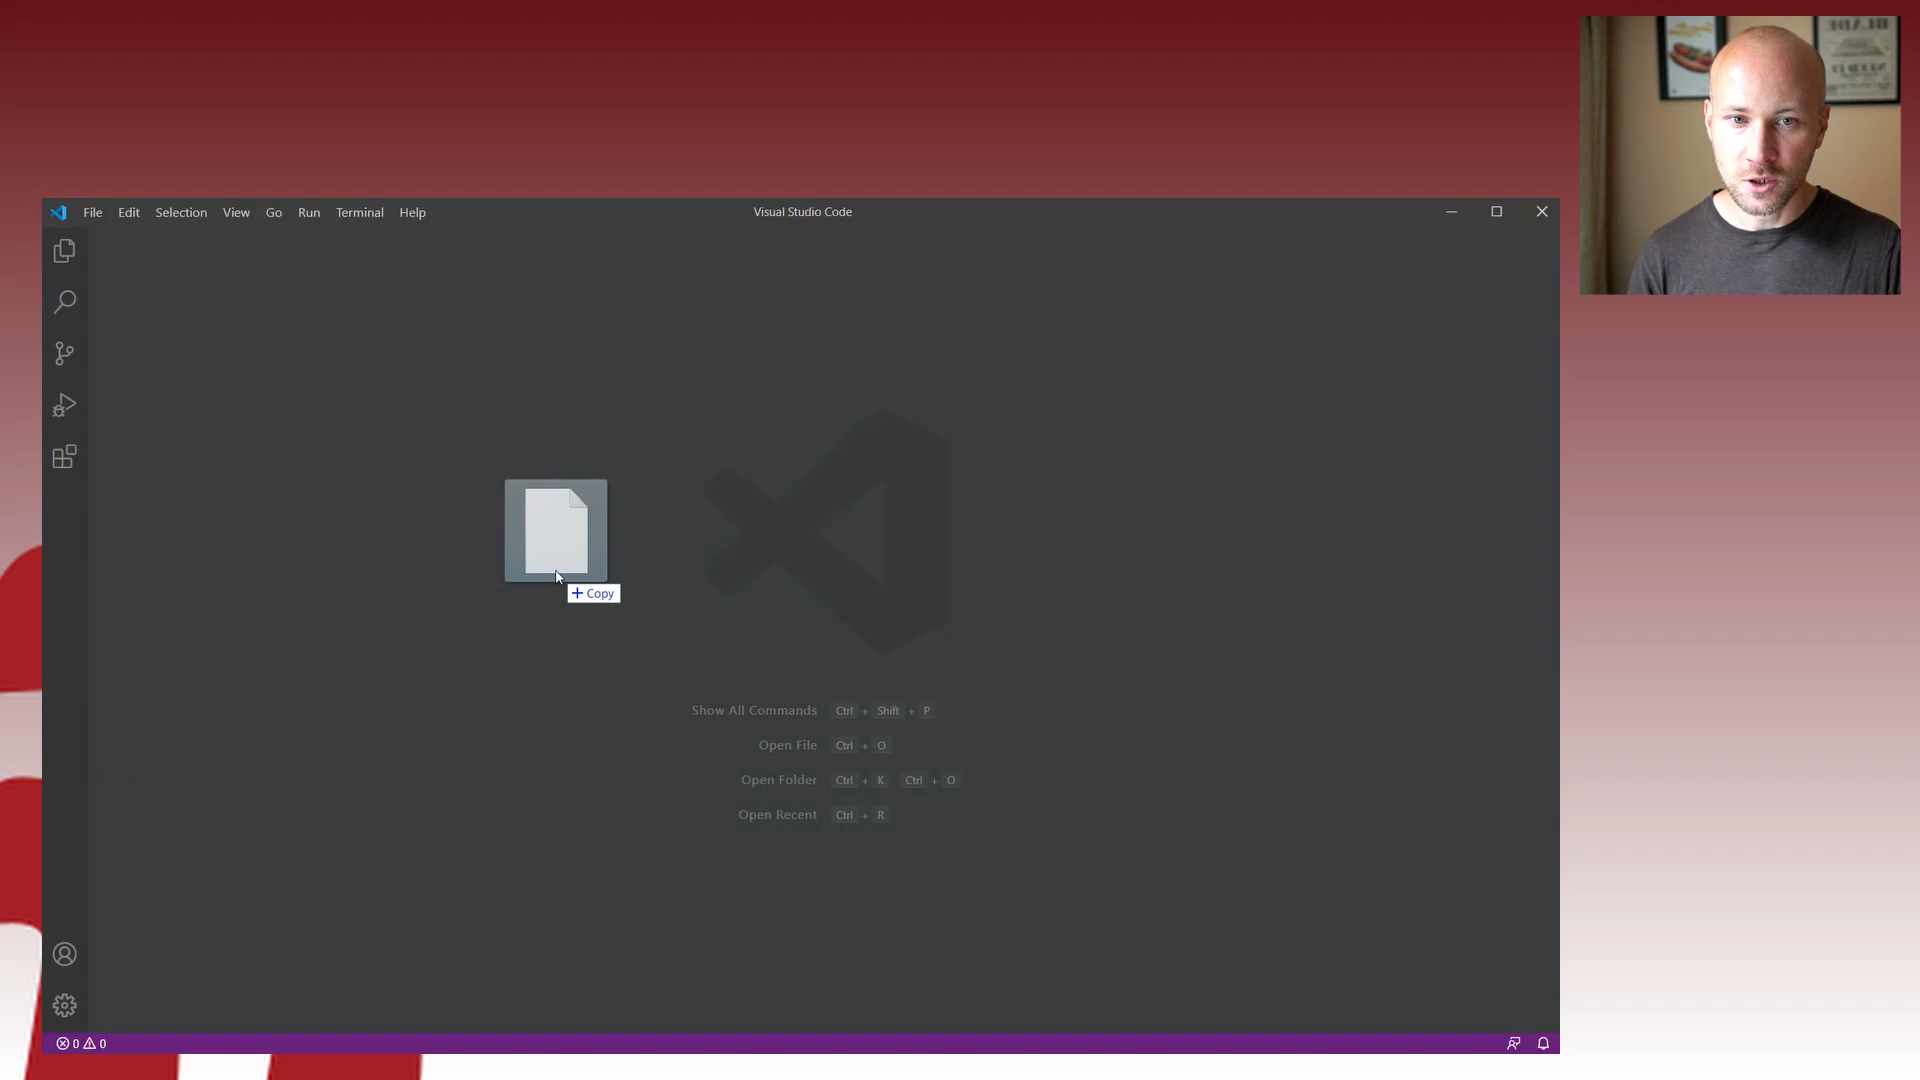 File Edit Selection View Go Run Terminal Help
Visual Studio Code
+ Copy
Show All Commands Ctrl + Shift + P
Open File Ctrl + O
Open Folder Ctrl + K Ctrl + O
Open Recent Ctrl + R
0 0